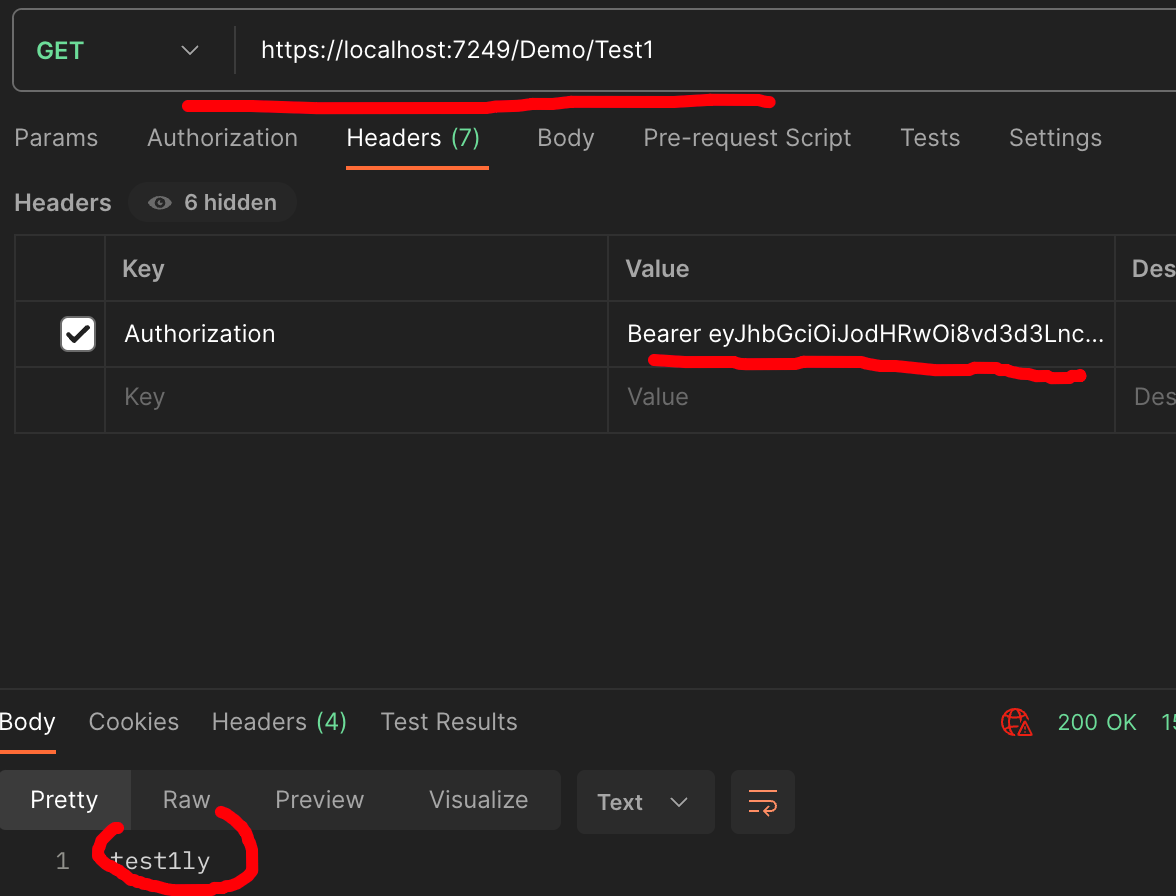 GET https://localhost:7249/Demo/Test1
Params Authorization Headers (7) Body Pre-request Script Tests Settings
Headers 6 hidden
Key Value Des
Authorization Bearer eyJhbGciOiJodHRwOi8vd3d3Lnc...
Key Value Des
Body Cookies Headers (4) Test Results 200 OK 15
Pretty Raw Preview Visualize Text
1 test1ly